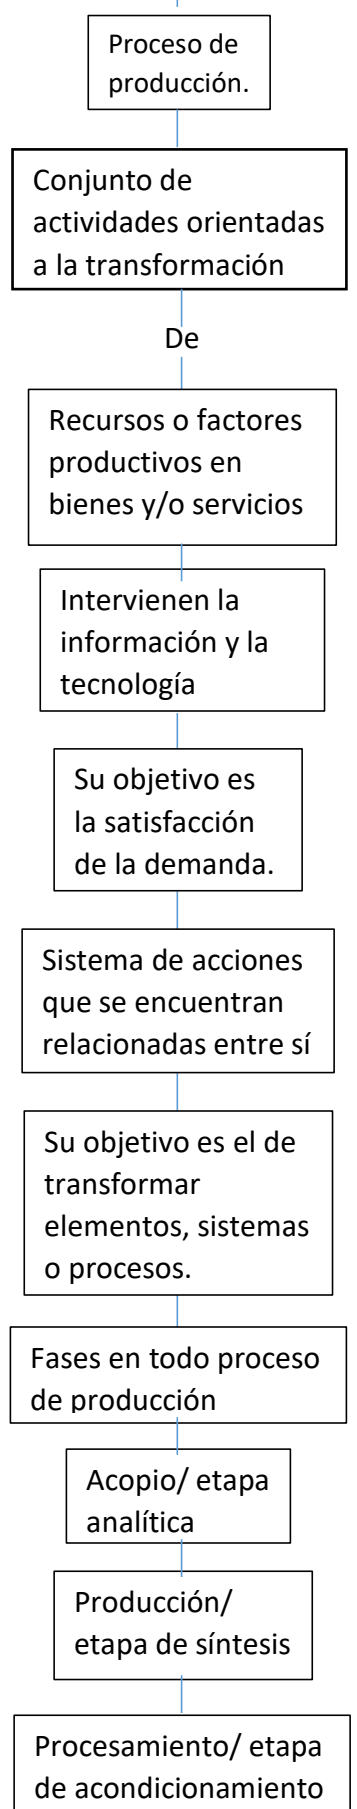 Proceso de
producción.
Conjunto de
actividades orientadas
a la transformación
De
Recursos o factores
productivos en
bienes y/o servicios
Intervienen la
información y la
tecnología
Su objetivo es
la satisfacción
de la demanda.
Sistema de acciones
que se encuentran
relacionadas entre sí
Su objetivo es el de
transformar
elementos, sistemas
o procesos.
Fases en todo proceso
de producción
Acopio/ etapa
analítica
Producción/
etapa de síntesis
Procesamiento/ etapa
de acondicionamiento